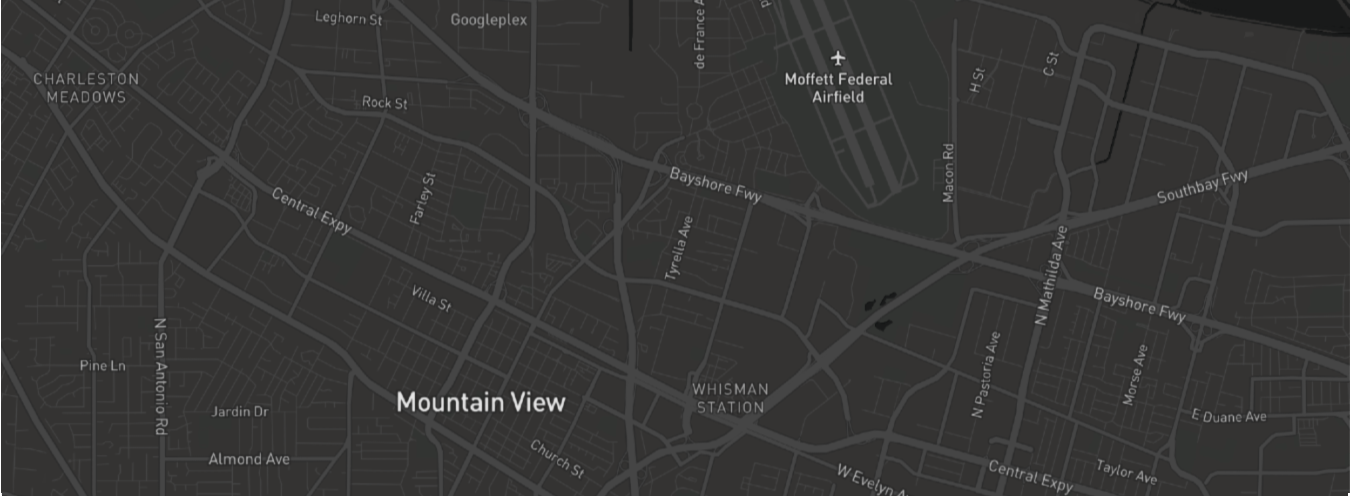 Leghorn St
Googleplex
de France A
CHARLESTON
MEADOWS
Rock St
Moffett Federal
Airfield
H St
C St
Macon Rd
Bayshore Fwy
Southbay Fwy
Central Expy
Farley St
Tyrella Ave
N Mathilda Ave
Villa St
Bayshore Fwy
N San Antonio Rd
Pine Ln
Jardin Dr
Mountain View
WHISMAN
STATION
N Pastoria Ave
Morse Ave
E Duane Ave
Almond Ave
Church St
W Evelyn A
Central Expy
Taylor Ave